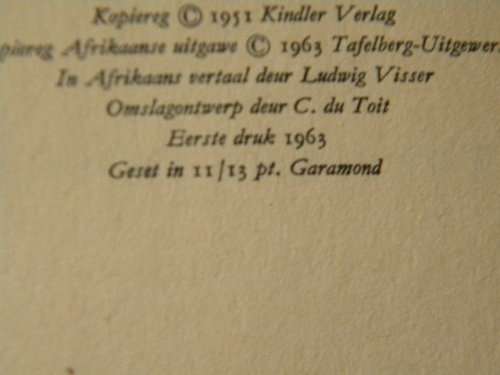 Kopiereg © 1951 Kindler Verlag
Afrikaanse uitgawe © 1963 Tafelberg-Uitgewer
In Afrikaans vertaal deur Ludwig Visser
Omslagontwerp deur C. du Toit
Eerste druk 1963
Geset in 11/13 pt. Garamond